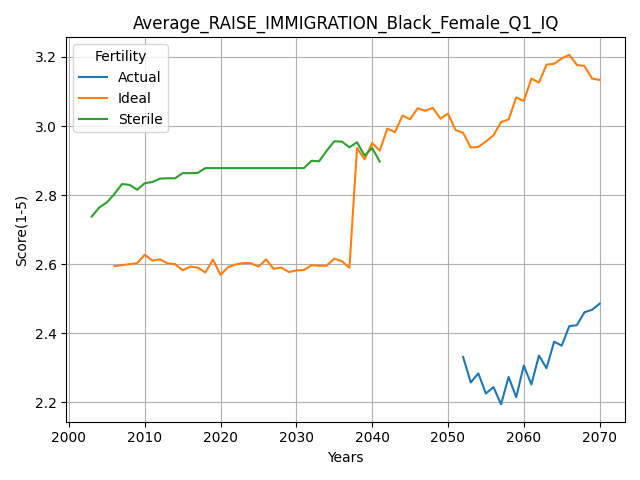 Average_RAISE_IMMIGRATION_Black_Female_Q1_IQ
Fertility
Actual
Ideal
Sterile
Score(1-5)
3.2
3.0
2.8
2.6
2.4
2.2
2000 2010 2020 2030 2040 2050 2060 2070
Years